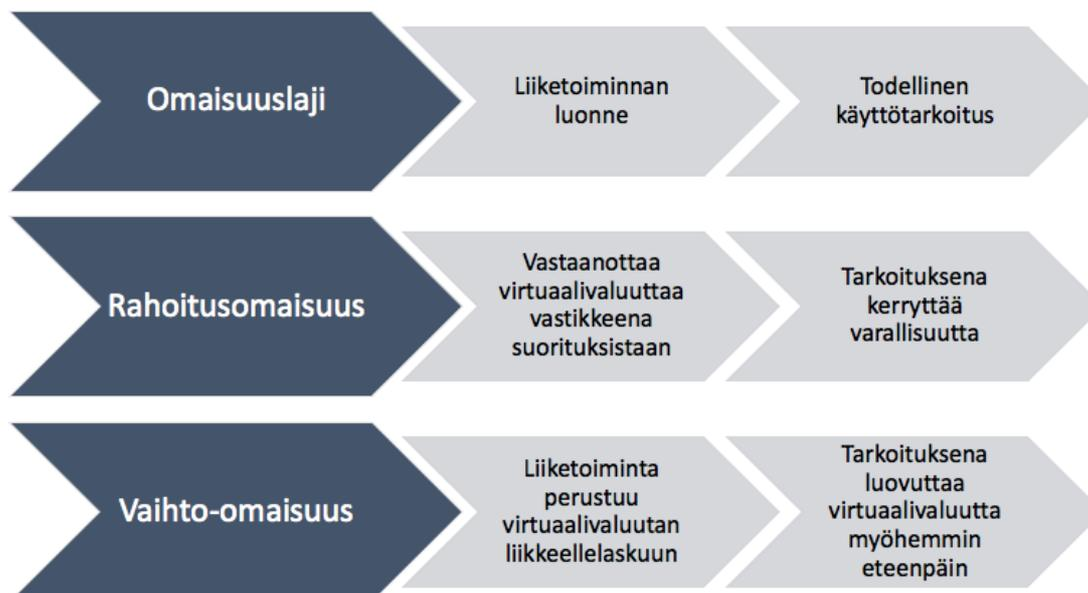 Omaisuuslaji
Liiketoiminnan
luonne
Todellinen
käyttötarkoitus
Rahoitusomaisuus
Vastaanottaa
virtuaalivaluuttaa
vastikkeena
suorituksistaan
Tarkoituksena
kerryttää
varallisuutta
Vaihto-omaisuus
Liiketoiminta
perustuu
virtuaalivaluutan
liikkeellelaskuun
Tarkoituksena
luovuttaa
virtuaalivaluutta
myöhemmin
eteenpäin